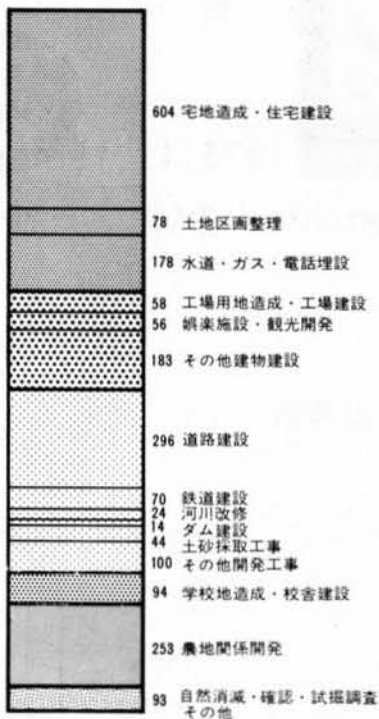 604 宅地造成・住宅建設
78 土地区画整理
178 水道・ガス・電話埋設
58 工場用地造成・工場建設
56 娯楽施設・観光開発
183 その他建物建設
296 道路建設
70 鉄道建設
24 河川改修
14 ダム建設
44 土砂採取工事
100 その他開発工事
94 学校地造成・校舎建設
253 農地関係開発
93 自然消滅・確認・試掘調査
その他